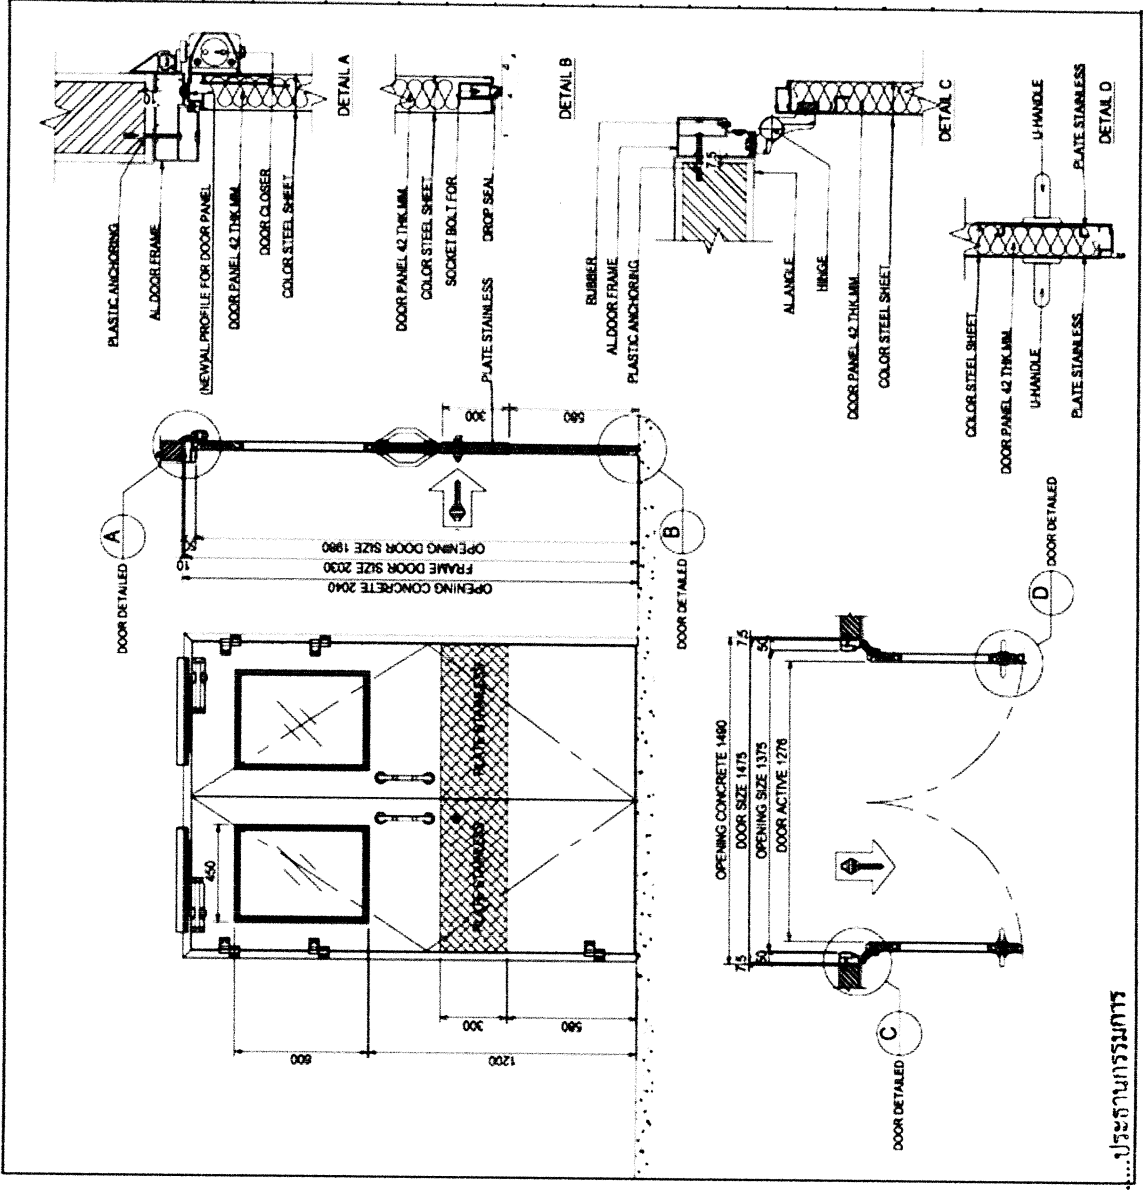 PLASTIC ANCHORING
AL.DOOR FRAME
(NEW)AL PROFILE FOR DOOR PANEL
DOOR PANEL 42 THK.MM.
DOOR CLOSER
COLOR STEEL SHEET
DETAIL A
DOOR PANEL 42 THK.MM.
COLOR STEEL SHEET
SOCKET BOLT FOR
DROP SEAL
DETAIL B
RUBBER
AL.DOOR FRAME
PLASTIC ANCHORING
7.5
AL.ANGLE
HINGE
DOOR PANEL 42 THK.MM.
COLOR STEEL SHEET
DETAIL C
COLOR STEEL SHEET
DOOR PANEL 42 THK.MM.
U-HANDLE
PLATE STAINLESS
U-HANDLE
PLATE STAINLESS
DETAIL D
DOOR DETAILED
A
OPENING DOOR SIZE 1980
FRAME DOOR SIZE 2030
OPENING CONCRETE 2040
PLATE STAINLESS
300
580
B
DOOR DETAILED
450
PLATE STAINLESS
PLATE STAINLESS
600
1200
300
580
OPENING CONCRETE 1490
DOOR SIZE 1475
OPENING SIZE 1375
DOOR ACTIVE 1276
7.5
50
7.5
50
C
DOOR DETAILED
D
DOOR DETAILED
.....ประธานกรรมการ